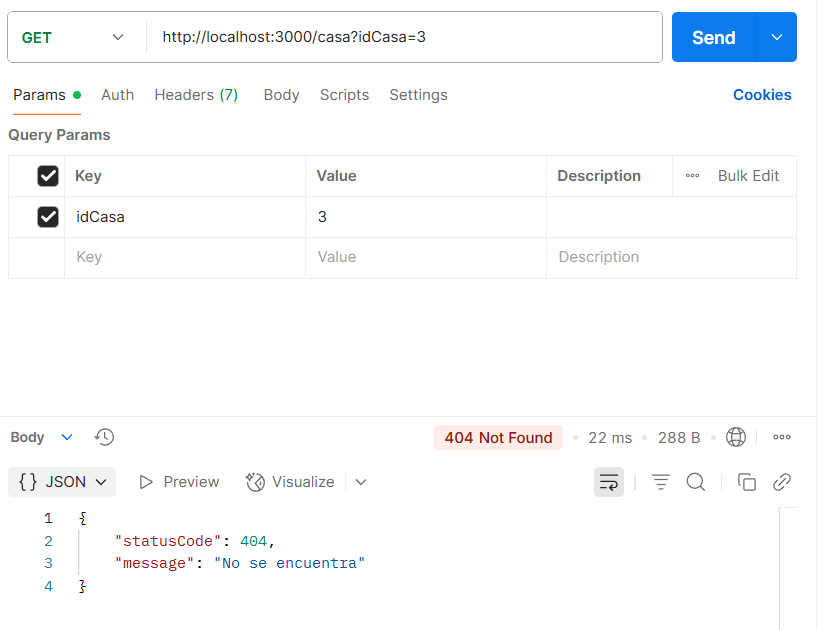 GET http://localhost:3000/casa?idCasa=3 Send
Params Auth Headers (7) Body Scripts Settings Cookies
Query Params
Key Value Description Bulk Edit
idCasa 3
Key Value Description
Body 404 Not Found 22 ms 288 B
{} JSON Preview Visualize
1 {
2 "statusCode": 404,
3 "message": "No se encuentra"
4 }